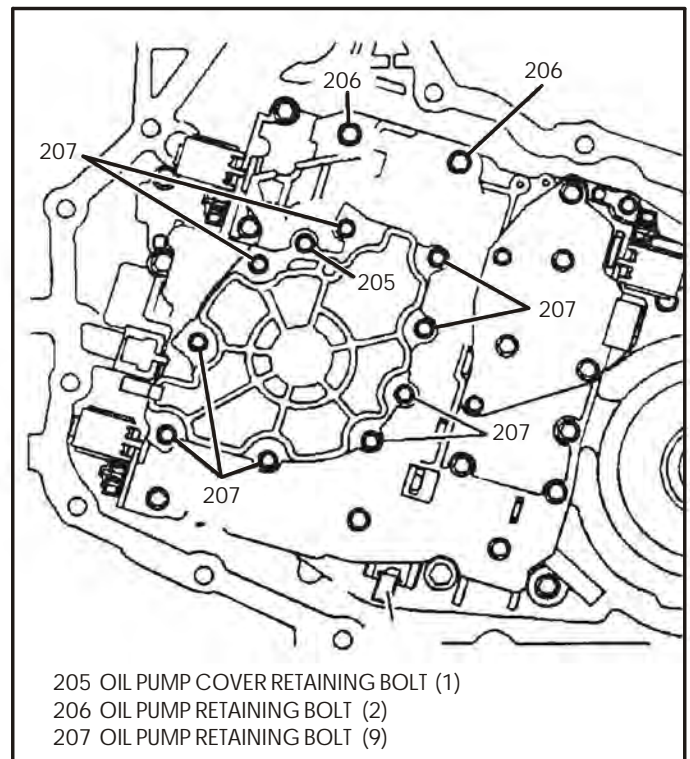 206
206
207
205
207
207
207
205 OIL PUMP COVER RETAINING BOLT (1)
206 OIL PUMP RETAINING BOLT (2)
207 OIL PUMP RETAINING BOLT (9)